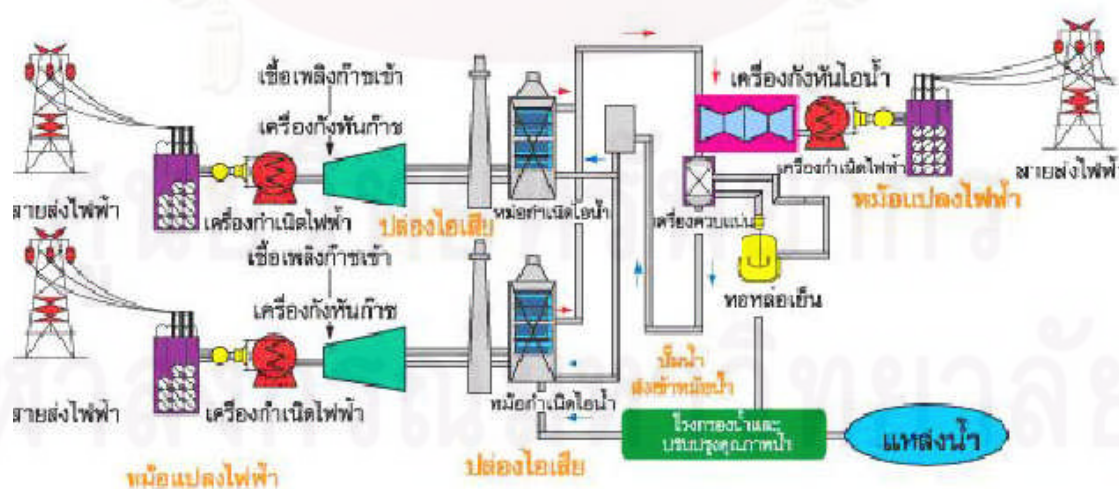 เชื้อเพลิงก๊าซเข้า
เครื่องกังหันก๊าซ
เครื่องกังหันไอน้ำ
สายส่งไฟฟ้า
เครื่องกำเนิดไฟฟ้า
ปล่องไอเสีย
หม้อกำเนิดไอน้ำ
เครื่องควบแน่น
เครื่องกำเนิดไฟฟ้า
หม้อแปลงไฟฟ้า
สายส่งไฟฟ้า
เชื้อเพลิงก๊าซเข้า
เครื่องกังหันก๊าซ
หอหล่อเย็น
สายส่งไฟฟ้า
เครื่องกำเนิดไฟฟ้า
หม้อกำเนิดไอน้ำ
ปั๊มน้ำ
ส่งเข้าหม้อน้ำ
โรงกรองน้ำและ
ปรับปรุงคุณภาพน้ำ
แหล่งน้ำ
หม้อแปลงไฟฟ้า
ปล่องไอเสีย